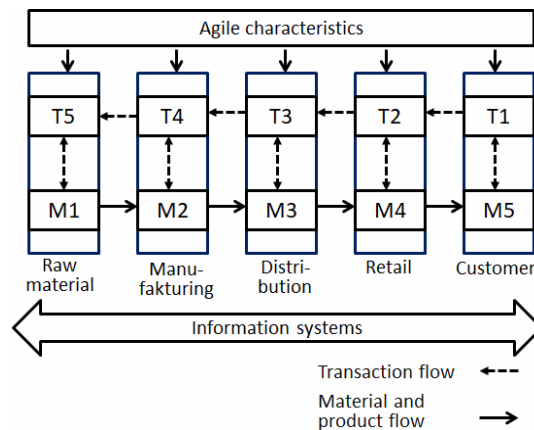 Agile characteristics
T5 T4 T3 T2 T1
M1 M2 M3 M4 M5
Raw
material
Manu-
fakturing
Distri-
bution
Retail
Customer
Information systems
Transaction flow
Material and
product flow